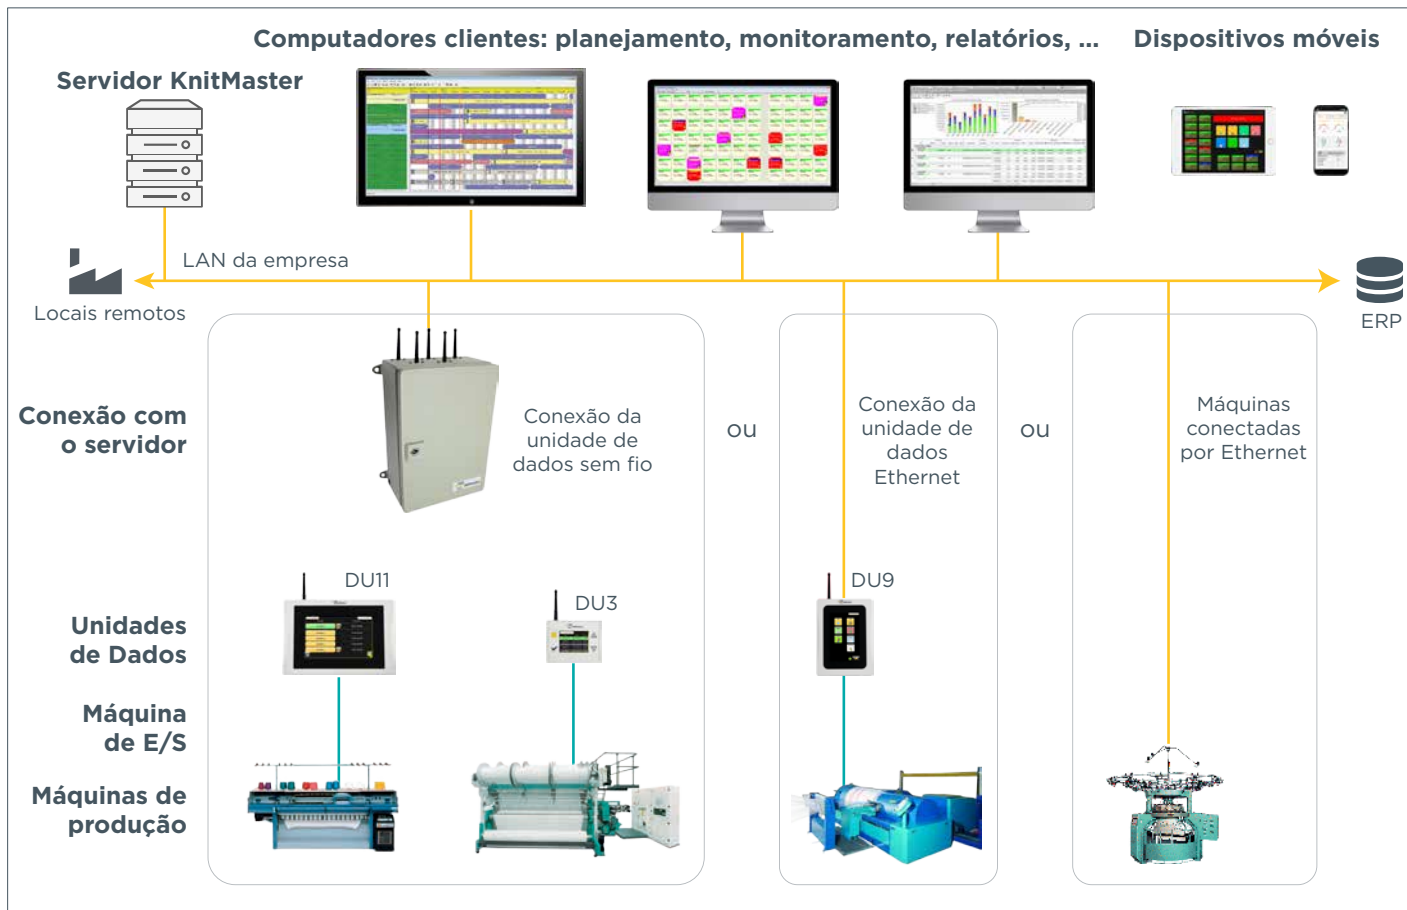 Computadores clientes: planejamento, monitoramento, relatórios, ...
Dispositivos móveis
Servidor KnitMaster
LAN da empresa
Locais remotos
ERP
Conexão com
o servidor
Conexão da
unidade de
dados sem fio
ou
Conexão da
unidade de
dados
Ethernet
ou
Máquinas
conectadas
por Ethernet
DU11
DU3
DU9
Unidades
de Dados
Máquina
de E/S
Máquinas de
produção